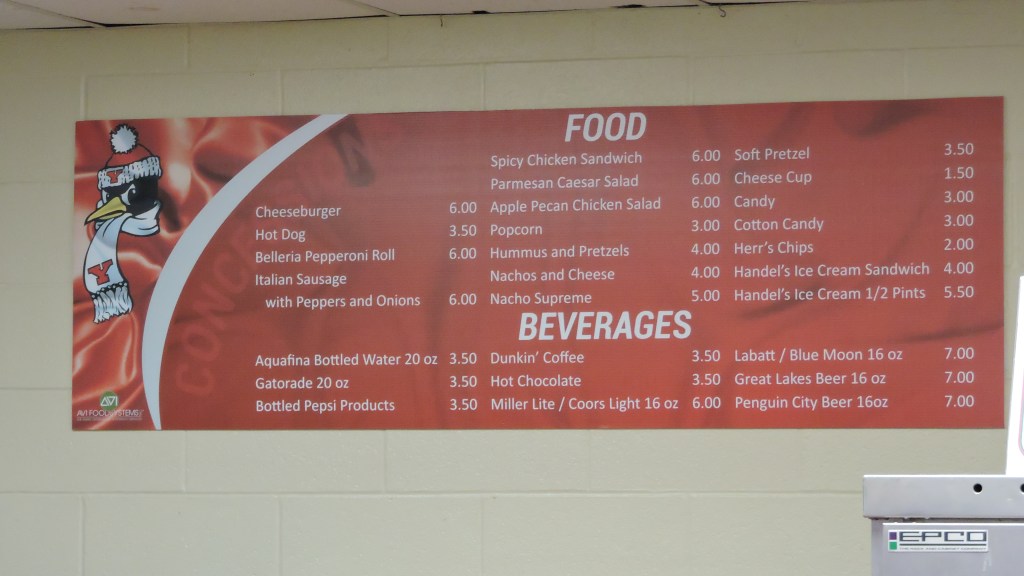 FOOD
Cheeseburger 6.00
Hot Dog 3.50
Belleria Pepperoni Roll 6.00
Italian Sausage
with Peppers and Onions 6.00
Spicy Chicken Sandwich 6.00
Parmesan Caesar Salad 6.00
Apple Pecan Chicken Salad 6.00
Popcorn 3.00
Hummus and Pretzels 4.00
Nachos and Cheese 4.00
Nacho Supreme 5.00
Soft Pretzel 3.50
Cheese Cup 1.50
Candy 3.00
Cotton Candy 3.00
Herr's Chips 2.00
Handel's Ice Cream Sandwich 4.00
Handel's Ice Cream 1/2 Pints 5.50
BEVERAGES
Aquafina Bottled Water 20 oz 3.50
Gatorade 20 oz 3.50
Bottled Pepsi Products 3.50
Dunkin' Coffee 3.50
Hot Chocolate 3.50
Miller Lite / Coors Light 16 oz 6.00
Labatt / Blue Moon 16 oz 7.00
Great Lakes Beer 16 oz 7.00
Penguin City Beer 16oz 7.00
Y
Y
AVI
AVI FOODSYSTEMS
EPCO